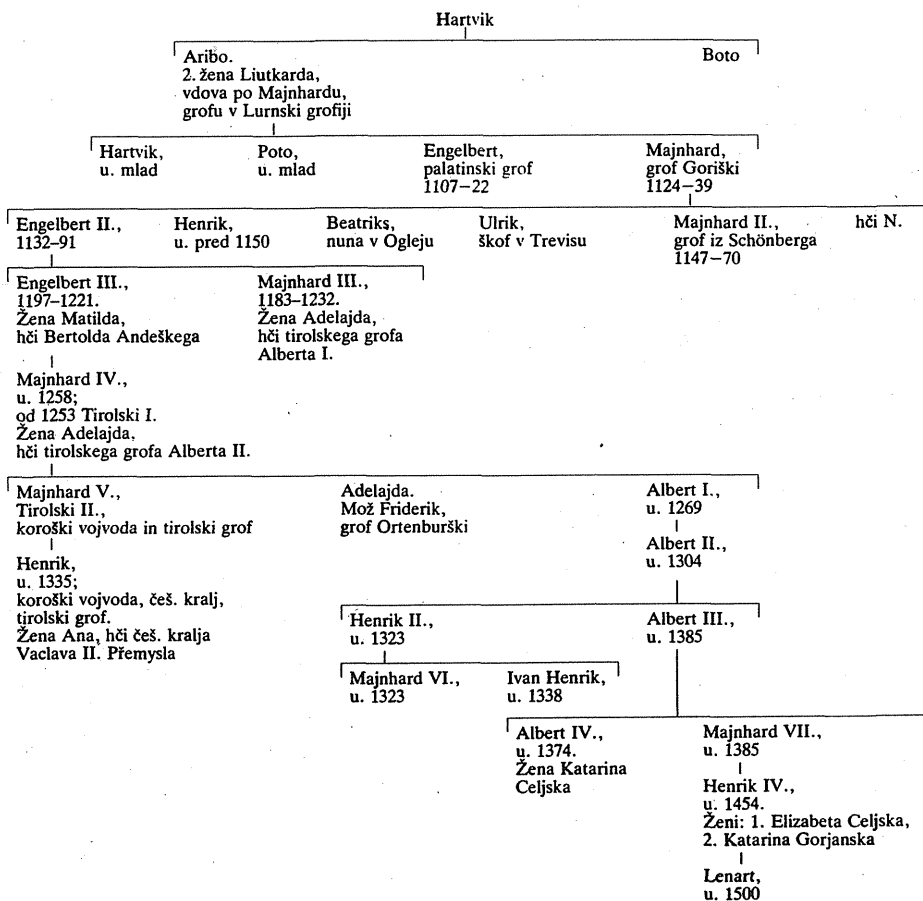 Hartvik
Aribo.
2. žena Liutkarda,
vdova po Majnhardu,
grofu v Lurnski grofiji
Boto
Hartvik,
u. mlad
Poto,
u. mlad
Engelbert,
palatinski grof
1107–22
Majnhard,
grof Goriški
1124–39
Engelbert II.,
1132–91
Henrik,
u. pred 1150
Beatriks,
nuna v Ogleju
Ulrik,
škof v Trevisu
Majnhard II.,
grof iz Schönberga
1147–70
hči N.
Engelbert III.,
1197–1221.
Žena Matilda,
hči Bertolda Andeškega
Majnhard III.,
1183–1232.
Žena Adelajda,
hči tirolskega grofa
Alberta I.
Majnhard IV.,
u. 1258;
od 1253 Tirolski I.
Žena Adelajda,
hči tirolskega grofa Alberta II.
Majnhard V.,
Tirolski II.,
koroški vojvoda in tirolski grof
Adelajda.
Mož Friderik,
grof Ortenburški
Albert I.,
u. 1269
Albert II.,
u. 1304
Henrik,
u. 1335;
koroški vojvoda, češ. kralj,
tirolski grof.
Žena Ana, hči češ. kralja
Vaclava II. Přemysla
Henrik II.,
u. 1323
Albert III.,
u. 1385
Majnhard VI.,
u. 1323
Ivan Henrik,
u. 1338
Albert IV.,
u. 1374.
Žena Katarina
Celjska
Majnhard VII.,
u. 1385
Henrik IV.,
u. 1454.
Ženi: 1. Elizabeta Celjska,
2. Katarina Gorjanska
Lenart,
u. 1500